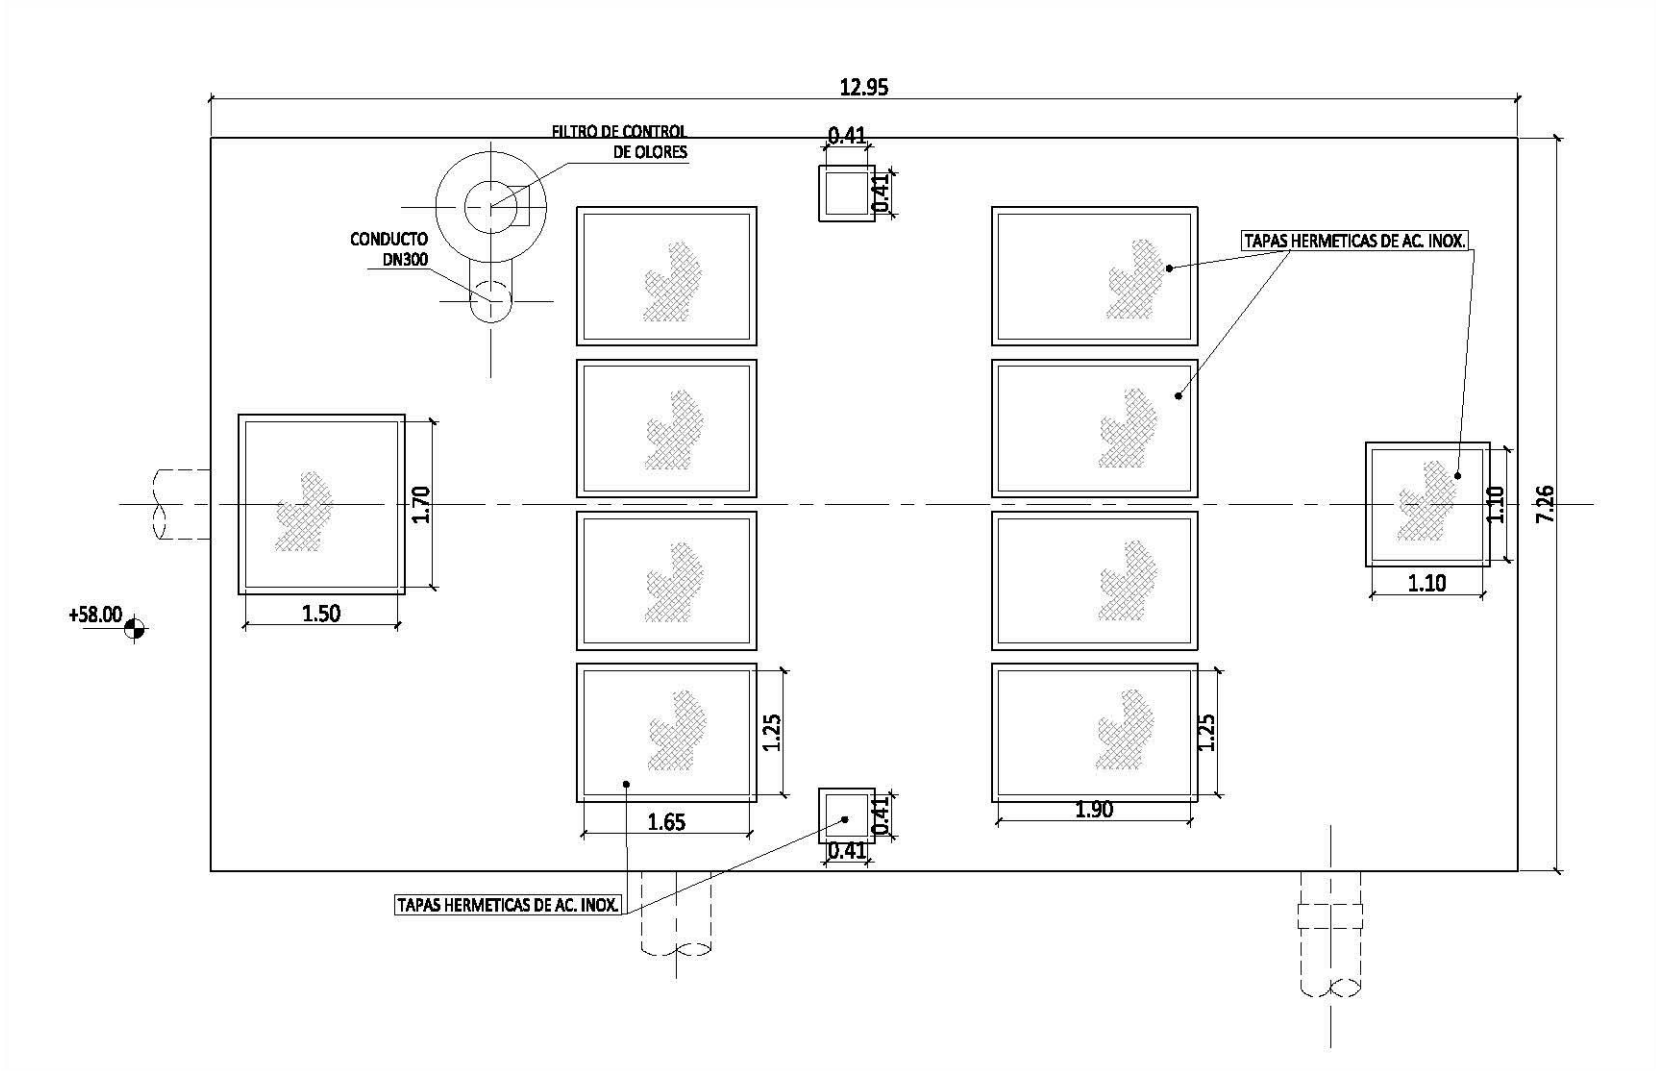 12.95
FILTRO DE CONTROL
DE OLORES
0.41
0.41
CONDUCTO
DN300
TAPAS HERMETICAS DE AC. INOX.
1.70
1.10
7.26
1.10
1.50
+58.00
1.25
1.25
1.65
0.41
0.41
1.90
TAPAS HERMETICAS DE AC. INOX.